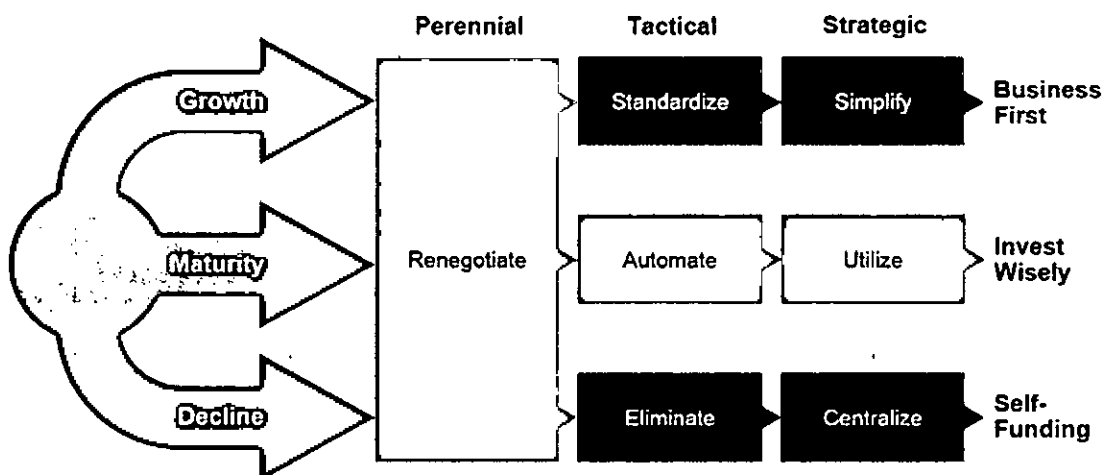 Perennial Tactical Strategic
Growth Standardize Simplify Business
First
Maturity Renegotiate Automate Utilize Invest
Wisely
Decline Eliminate Centralize Self-
Funding